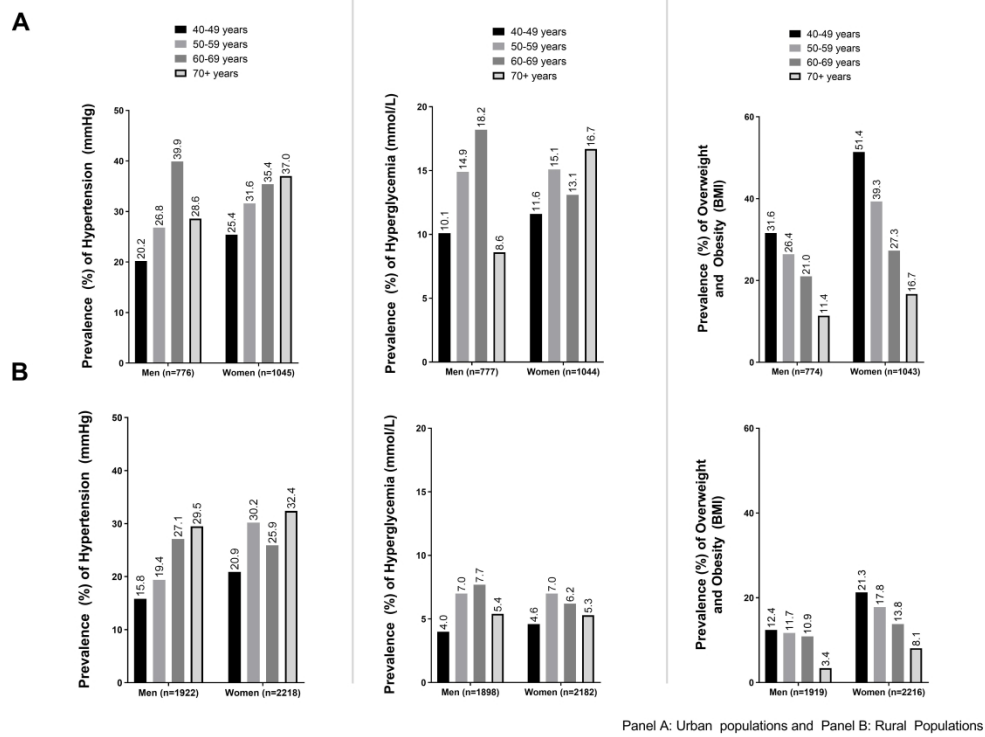 A
40-49 years
50-59 years
60-69 years
70+ years
Prevalence (%) of Hypertension (mmHg)
50
40
30
20
10
0
20.2
26.8
39.9
28.6
25.4
31.6
35.4
37.0
Men (n=776)
Women (n=1045)
40-49 years
50-59 years
60-69 years
70+ years
Prevalence (%) of Hyperglycemia (mmol/L)
20
15
10
5
0
10.1
14.9
18.2
8.6
11.6
15.1
13.1
16.7
Men (n=777)
Women (n=1044)
40-49 years
50-59 years
60-69 years
70+ years
Prevalence (%) of Overweight
and Obesity (BMI)
60
40
20
0
31.6
26.4
21.0
11.4
51.4
39.3
27.3
16.7
Men (n=774)
Women (n=1043)
B
Prevalence (%) of Hypertension (mmHg)
50
40
30
20
10
0
15.8
19.4
27.1
29.5
20.9
30.2
25.9
32.4
Men (n=1922)
Women (n=2218)
Prevalence (%) of Hyperglycemia (mmol/L)
20
15
10
5
0
4.0
7.0
7.7
5.4
4.6
7.0
6.2
5.3
Men (n=1898)
Women (n=2182)
Prevalence (%) of Overweight
and Obesity (BMI)
60
40
20
0
12.4
11.7
10.9
3.4
21.3
17.8
13.8
8.1
Men (n=1919)
Women (n=2216)
Panel A: Urban populations and Panel B: Rural Populations